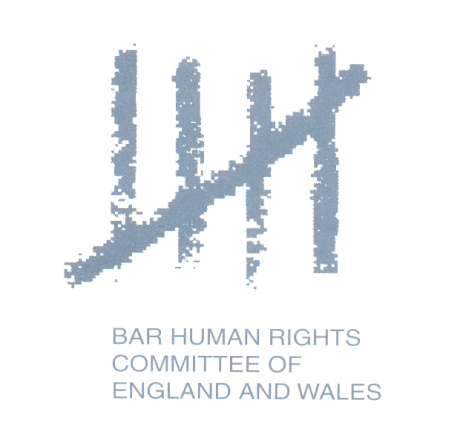 BAR HUMAN RIGHTS
COMMITTEE OF
ENGLAND AND WALES